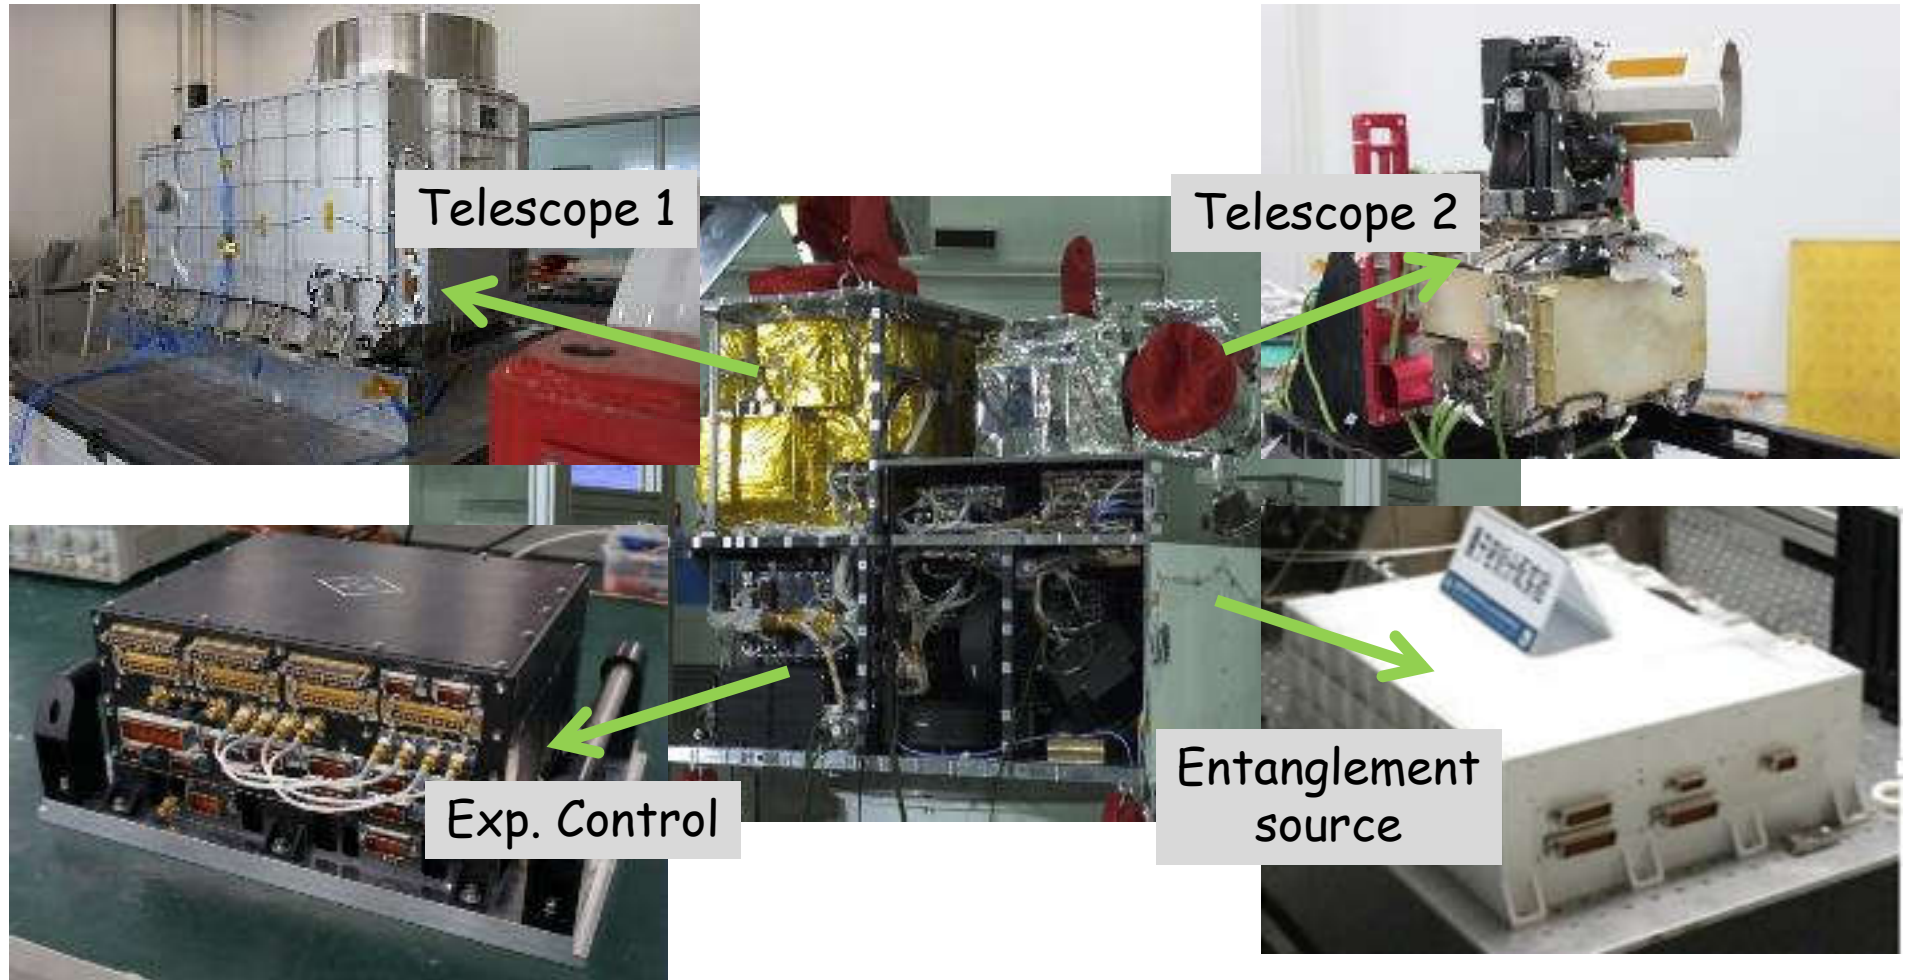 Telescope 1
Telescope 2
Exp. Control
Entanglement
source